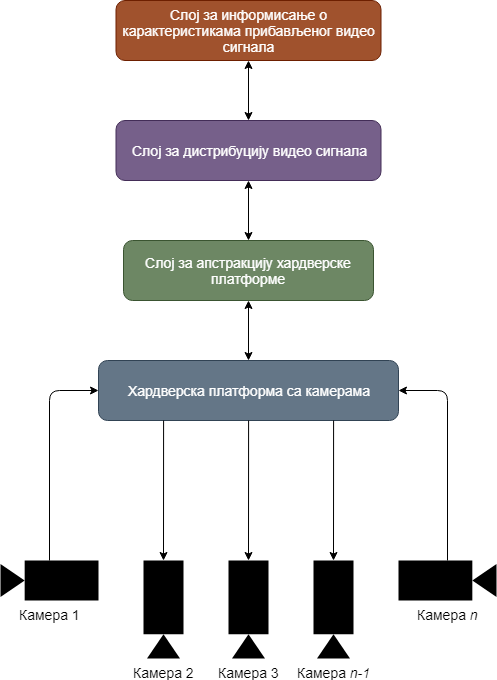 Слој за информисање о
карактеристикама прибављеног видео
сигнала
Слој за дистрибуцију видео сигнала
Слој за апстракцију хардверске
платформе
Хардверска платформа са камерама
Камера 1
Камера n
Камера 2
Камера 3
Камера n-1